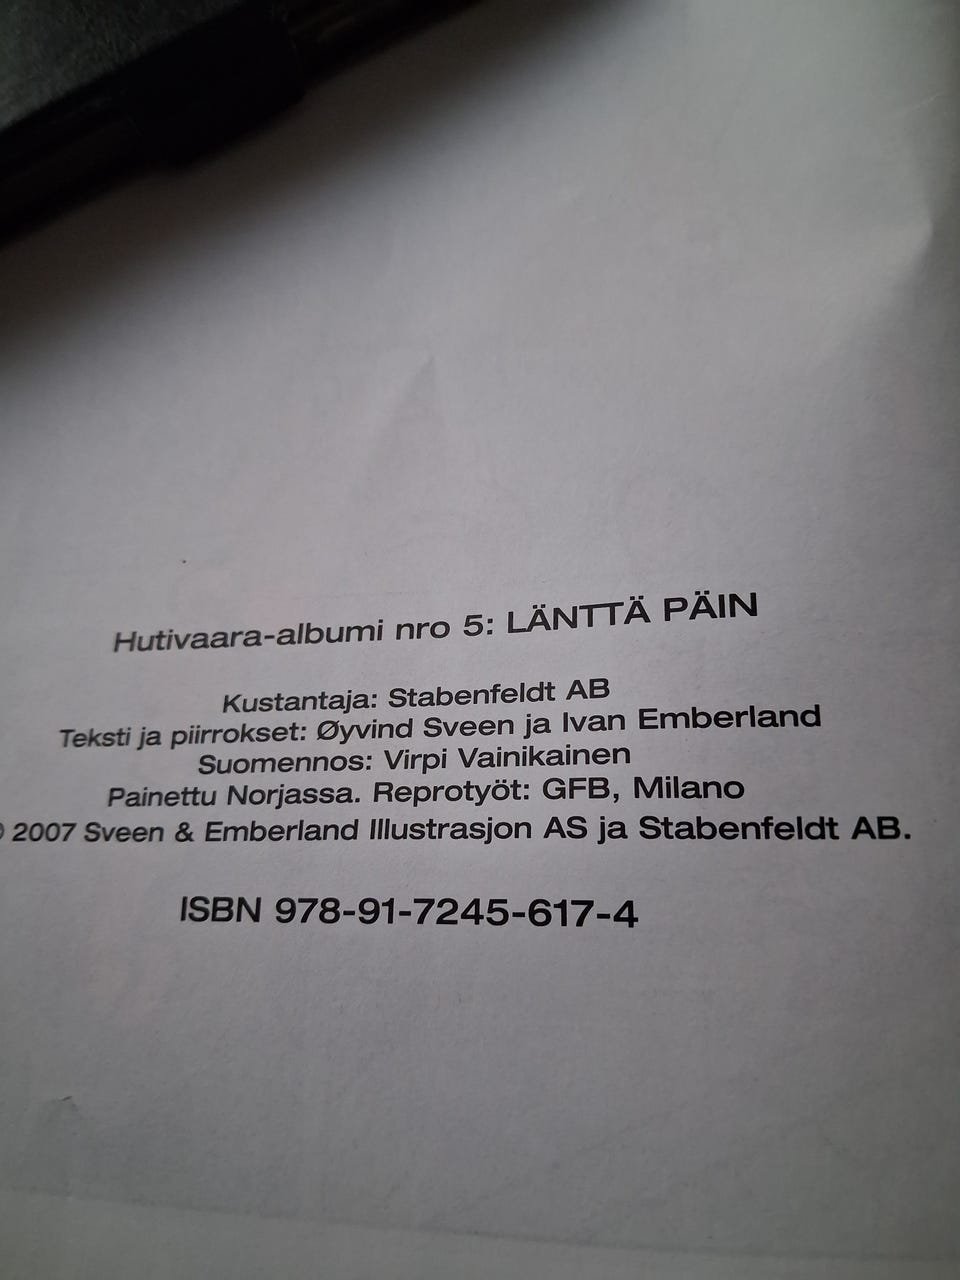 Hutivaara-albumi nro 5: LÄNTTÄ PÄIN
Kustantaja: Stabenfeldt AB
Teksti ja piirrokset: Øyvind Sveen ja Ivan Emberland
Suomennos: Virpi Vainikainen
Painettu Norjassa. Reprotyöt: GFB, Milano
© 2007 Sveen & Emberland Illustrasjon AS ja Stabenfeldt AB.
ISBN 978-91-7245-617-4